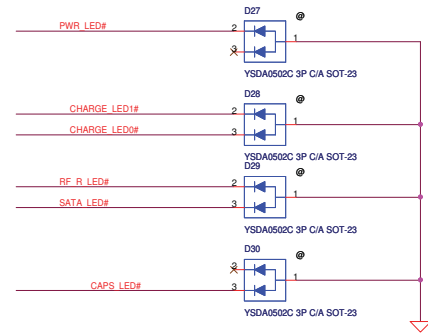 D27
@
PWR_LED#
2
1
3
YSDA0502C 3P C/A SOT-23
D28
@
CHARGE_LED1#
2
1
CHARGE_LED0#
3
YSDA0502C 3P C/A SOT-23
D29
@
RF_R_LED#
2
1
SATA_LED#
3
YSDA0502C 3P C/A SOT-23
D30
@
2
1
CAPS_LED#
3
YSDA0502C 3P C/A SOT-23